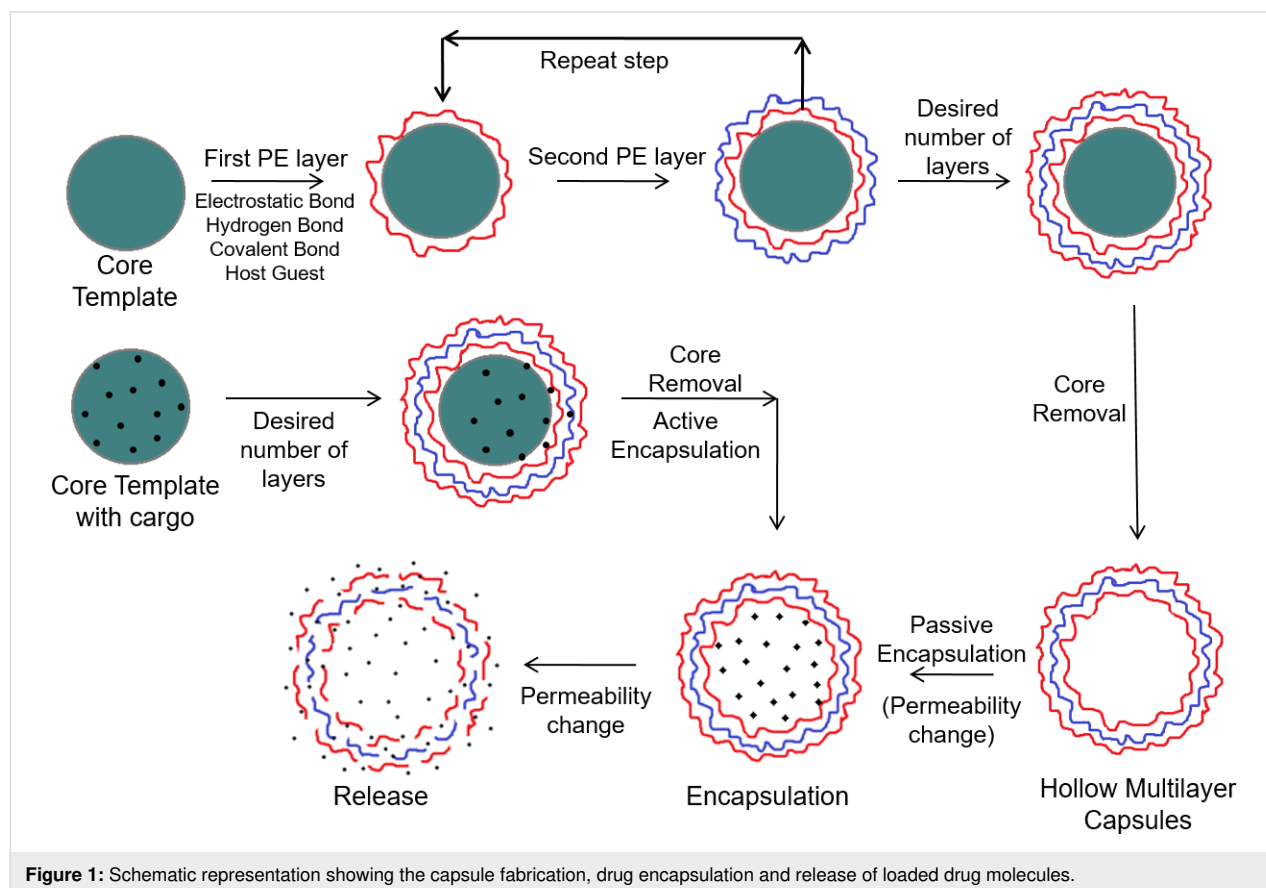 Repeat step
First PE layer
Electrostatic Bond
Hydrogen Bond
Covalent Bond
Host Guest
Second PE layer
Desired
number of
layers
Core
Template
Core Template
with cargo
Desired
number of
layers
Core
Removal
Active
Encapsulation
Core
Removal
Release
Permeability
change
Encapsulation
Passive
Encapsulation
(Permeability
change)
Hollow Multilayer
Capsules
Figure 1: Schematic representation showing the capsule fabrication, drug encapsulation and release of loaded drug molecules.